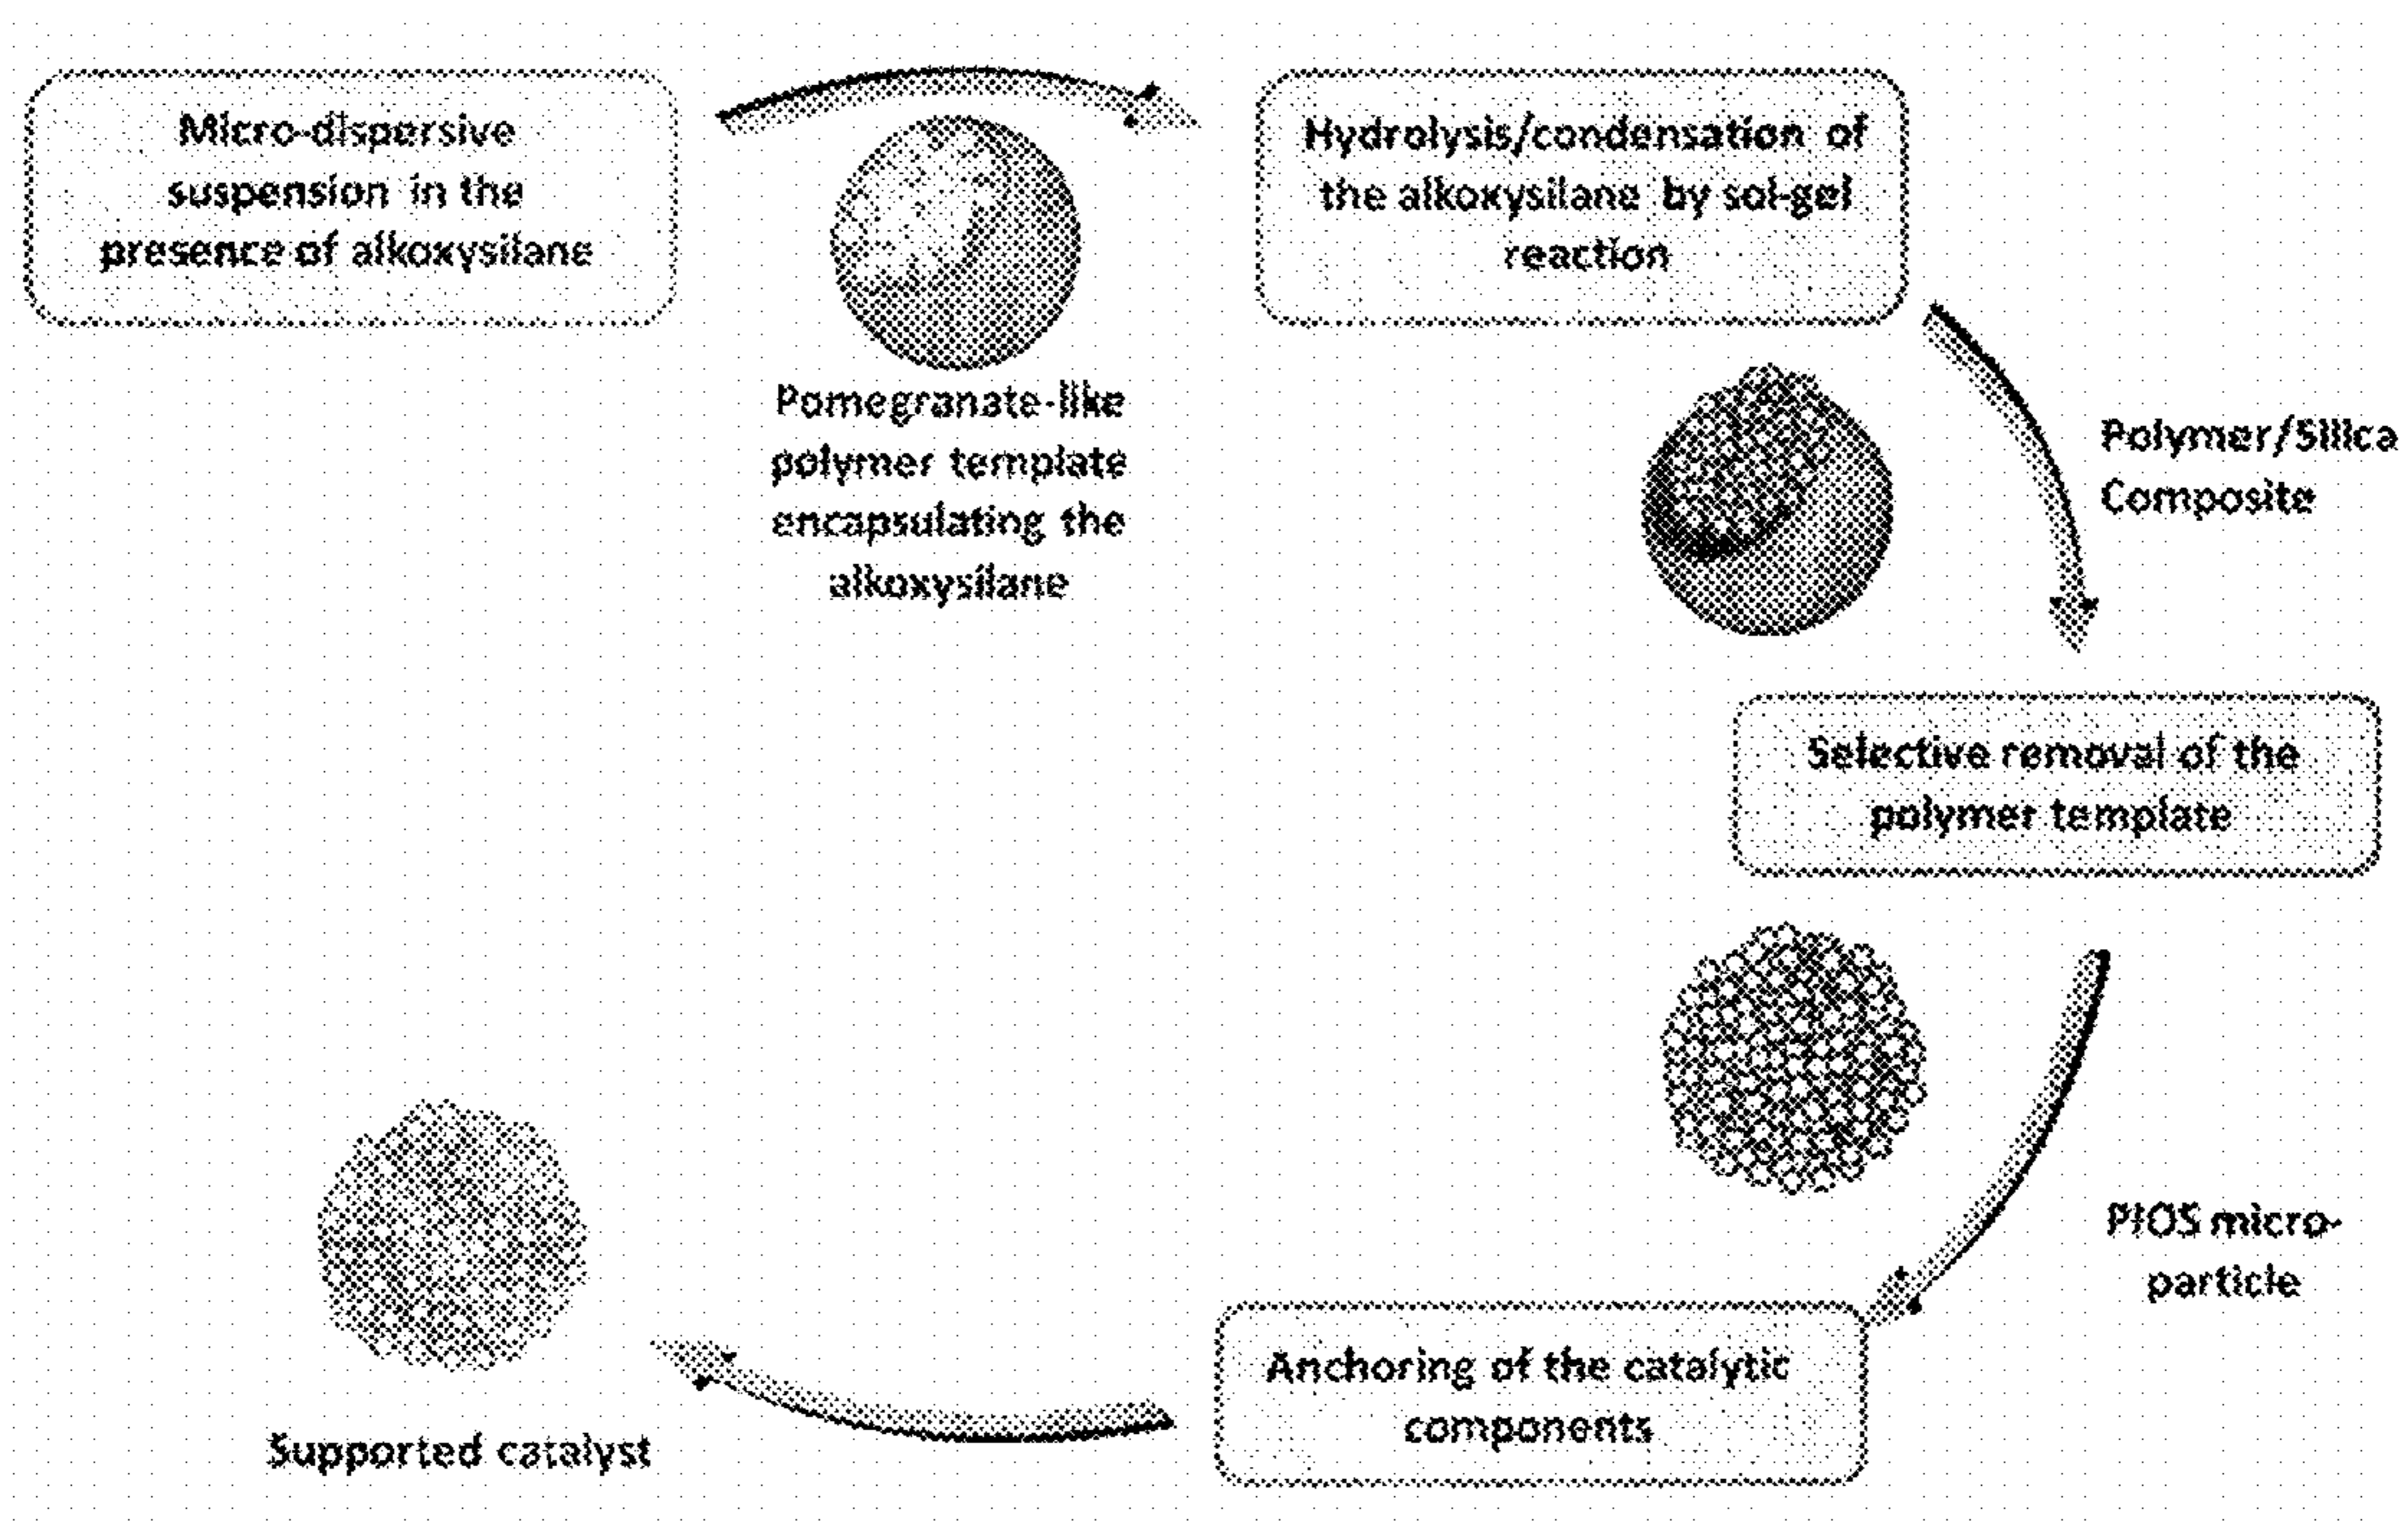 Micro-dispersive
suspension in the
presence of alkoxysilane
Pomegranate-like
polymer template
encapsulating the
alkoxysilane
Hydrolysis/condensation of
the alkoxysilane by sol-gel
reaction
Polymer/Silica
Composite
Selective removal of the
polymer template
PIOS micro-
particle
Anchoring of the catalytic
components
Supported catalyst